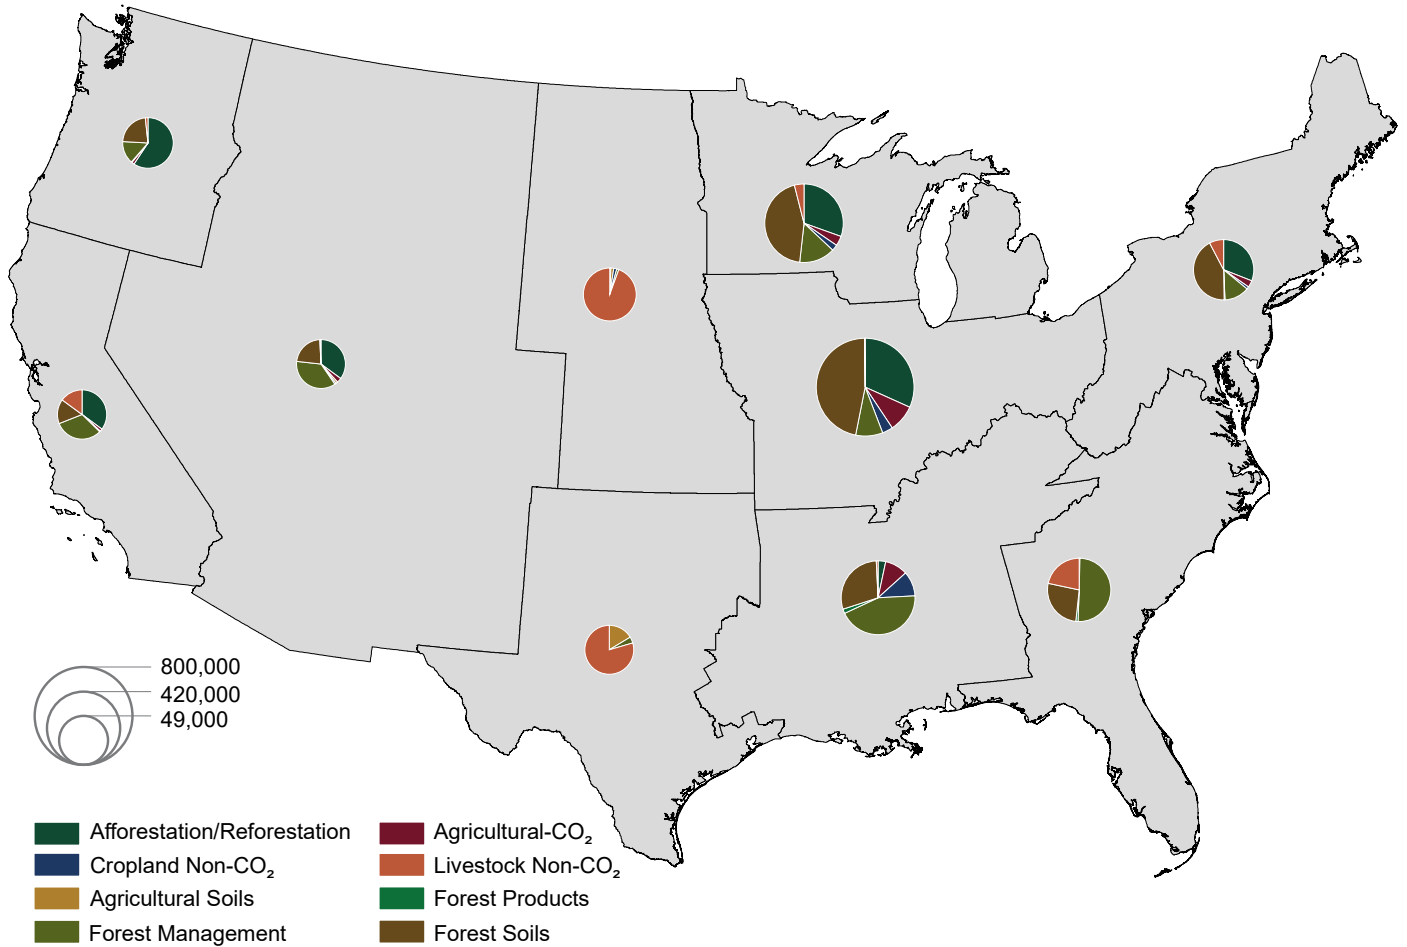 800,000
420,000
49,000
Afforestation/Reforestation
Agricultural-CO₂
Cropland Non-CO₂
Livestock Non-CO₂
Agricultural Soils
Forest Products
Forest Management
Forest Soils